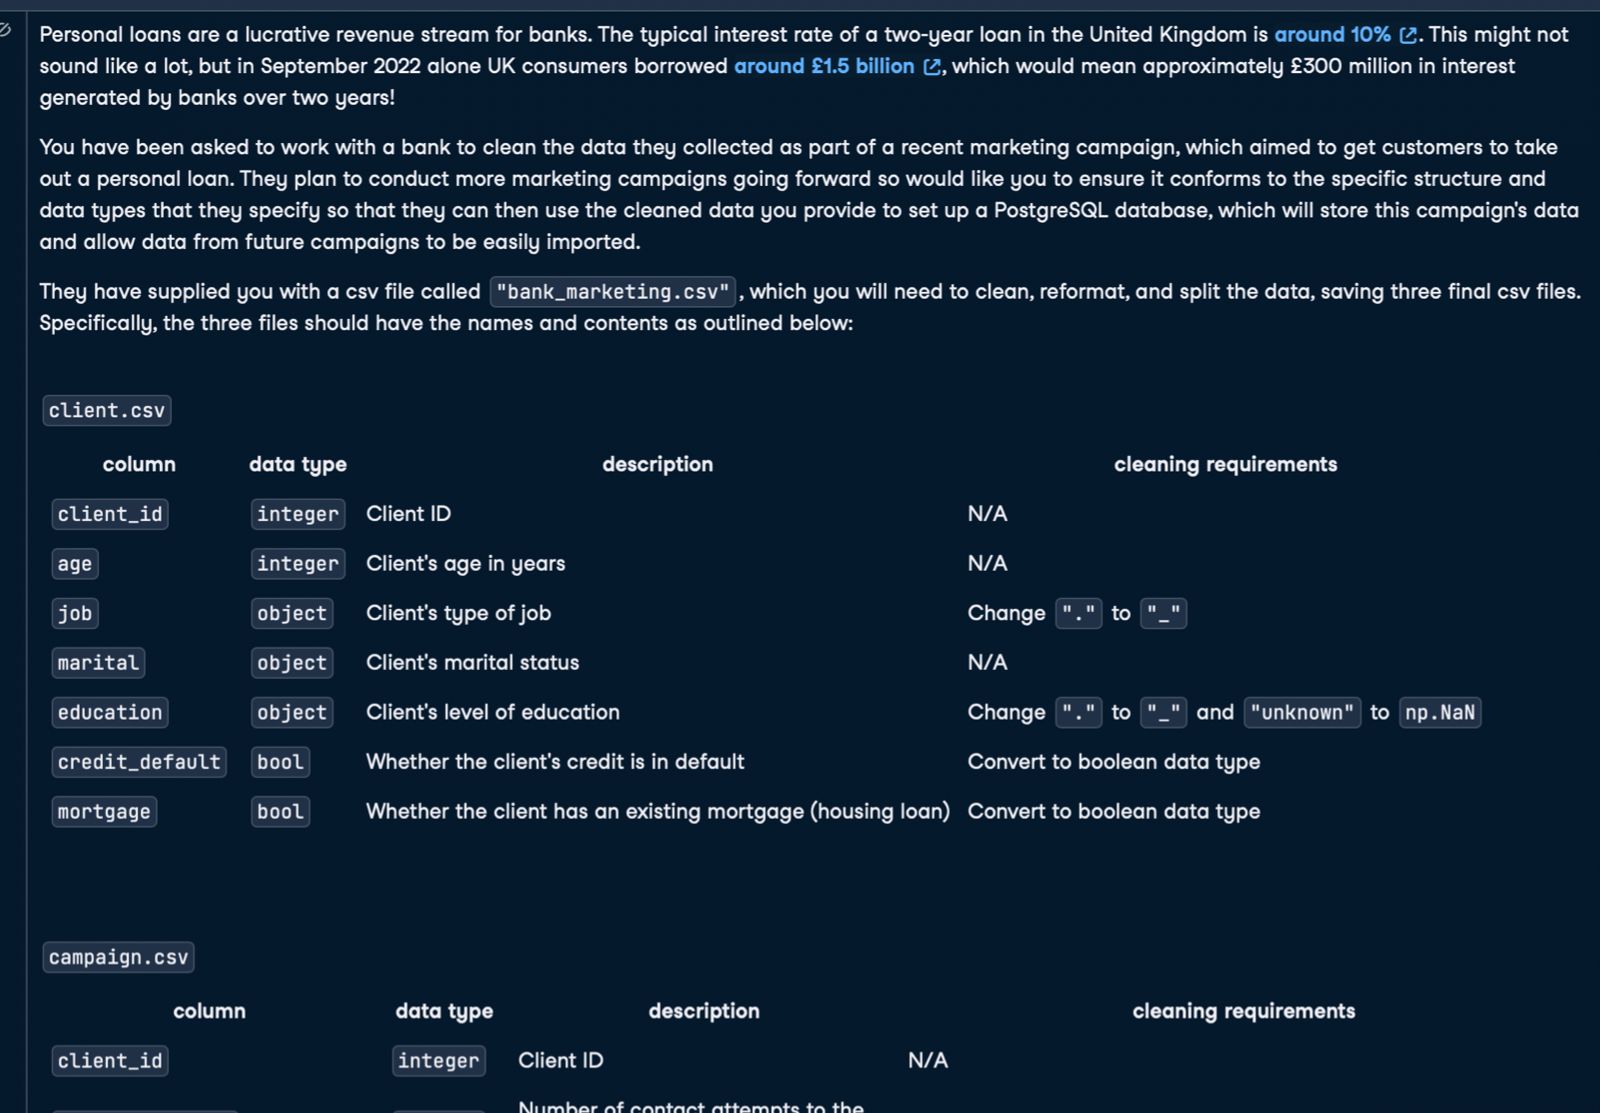 Personal loans are a lucrative revenue stream for banks. The typical interest rate of a two-year loan in the United Kingdom is around 10%. This might not
sound like a lot, but in September 2022 alone UK consumers borrowed around £1.5 billion, which would mean approximately £300 million in interest
generated by banks over two years!
You have been asked to work with a bank to clean the data they collected as part of a recent marketing campaign, which aimed to get customers to take
out a personal loan. They plan to conduct more marketing campaigns going forward so would like you to ensure it conforms to the specific structure and
data types that they specify so that they can then use the cleaned data you provide to set up a PostgreSQL database, which will store this campaign's data
and allow data from future campaigns to be easily imported.
They have supplied you with a csv file called "bank_marketing.csv", which you will need to clean, reformat, and split the data, saving three final csv files.
Specifically, the three files should have the names and contents as outlined below:
client.csv
column data type description cleaning requirements
client_id integer Client ID N/A
age integer Client's age in years N/A
job object Client's type of job Change "." to "_"
marital object Client's marital status N/A
education object Client's level of education Change "." to "_" and "unknown" to np.NaN
credit_default bool Whether the client's credit is in default Convert to boolean data type
mortgage bool Whether the client has an existing mortgage (housing loan) Convert to boolean data type
campaign.csv
column data type description cleaning requirements
client_id integer Client ID N/A
Number of contact attempts to the